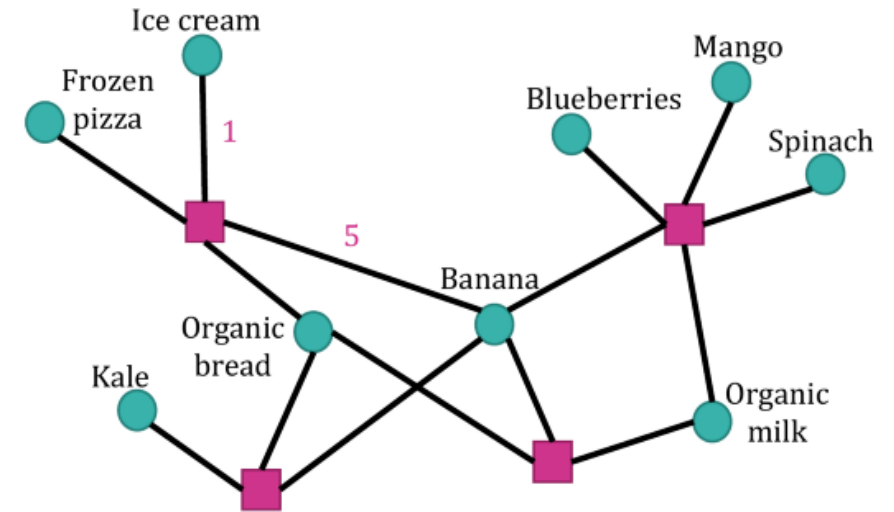 Ice cream
Frozen
pizza
1
Mango
Blueberries
Spinach
5
Banana
Organic
bread
Kale
Organic
milk